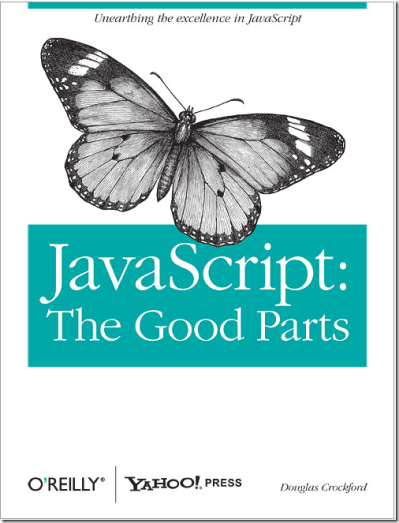 Unearthing the excellence in JavaScript
JavaScript:
The Good Parts
O'REILLY®
YAHOO!® PRESS
Douglas Crockford